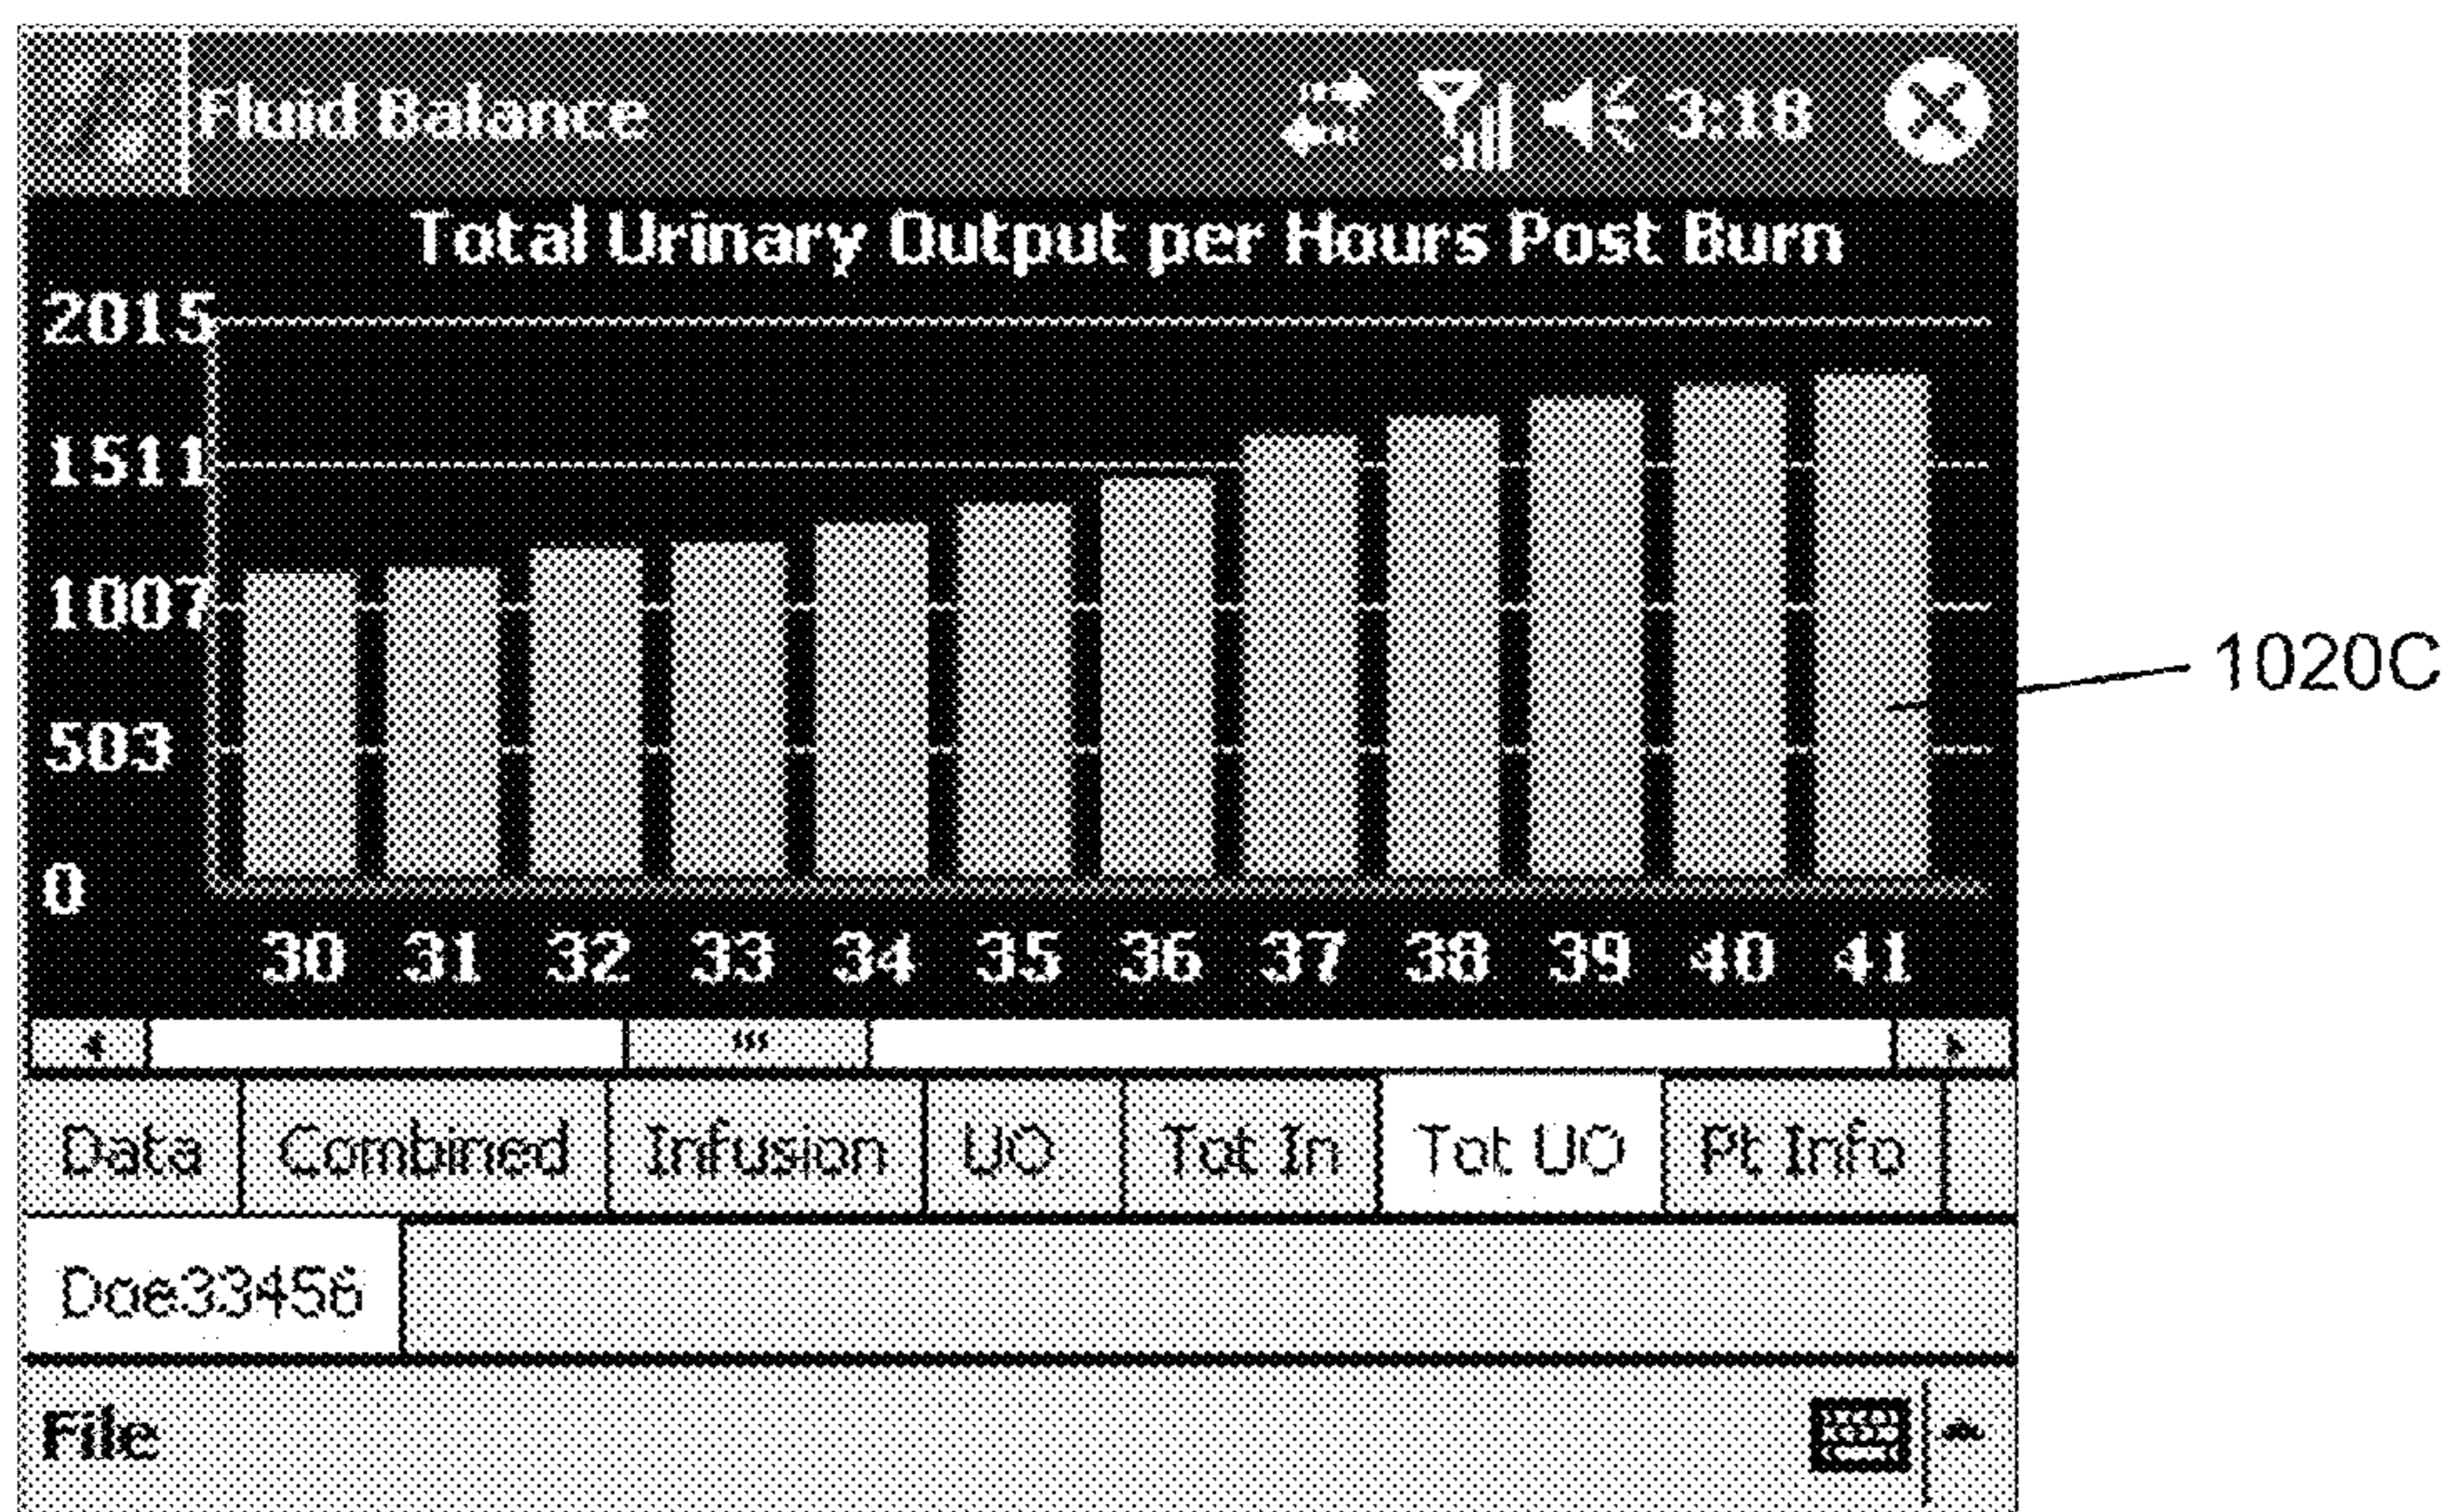 Fluid Balance 3:18
Total Urinary Output per Hours Post Burn
2015
1511
1007
503
0
30 31 32 33 34 35 36 37 38 39 40 41
1020C
Data Combined Infusion UO Tot In Tot UO Pt Info
Doe33456
File